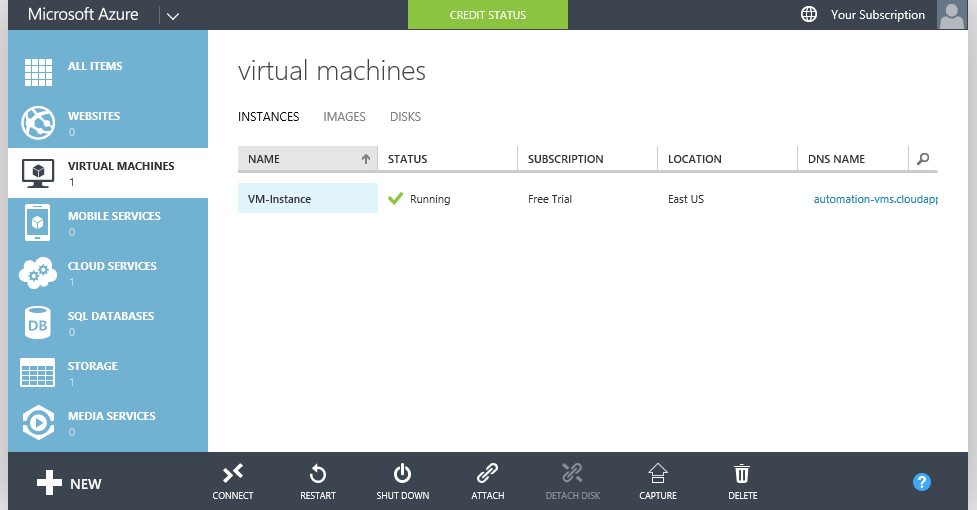 Microsoft Azure
CREDIT STATUS
Your Subscription
ALL ITEMS
WEBSITES
0
VIRTUAL MACHINES
1
MOBILE SERVICES
0
CLOUD SERVICES
1
SQL DATABASES
0
DB
STORAGE
1
MEDIA SERVICES
0
virtual machines
INSTANCES IMAGES DISKS
NAME STATUS SUBSCRIPTION LOCATION DNS NAME
VM-Instance Running Free Trial East US automation-vms.cloudapp
NEW
CONNECT RESTART SHUT DOWN ATTACH DETACH DISK CAPTURE DELETE
?